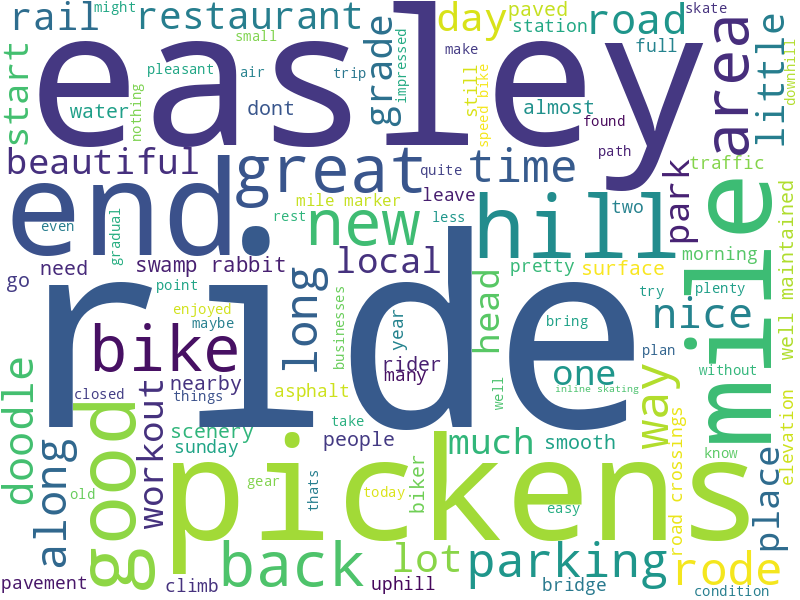 rail
might
restaurant
day
paved
station
road
skate
easley
small
pleasant
air
trip
nothing
grade
impressed
make
full
area
little
downhill
start
water
dont
still
speed bike
almost
found
path
beautiful
great
quite
time
park
traffic
end
mile marker
leave
rest
less
new
hill
two
mile
even
gradual
swamp rabbit
local
pretty
surface
morning
well maintained
go
need
point
long
head
try
plenty
ride
enjoyed
maybe
businesses
year
bring
nice
bike
rider
many
plan
one
without
doodle
closed
nearby
things
asphalt
well
inline skating
way
elevation
good
workout
scenery
take
people
much
smooth
road crossings
sunday
along
old
pickens
gear
thats
today
biker
easy
know
place
back
lot
parking
rode
pavement
climb
uphill
bridge
condition